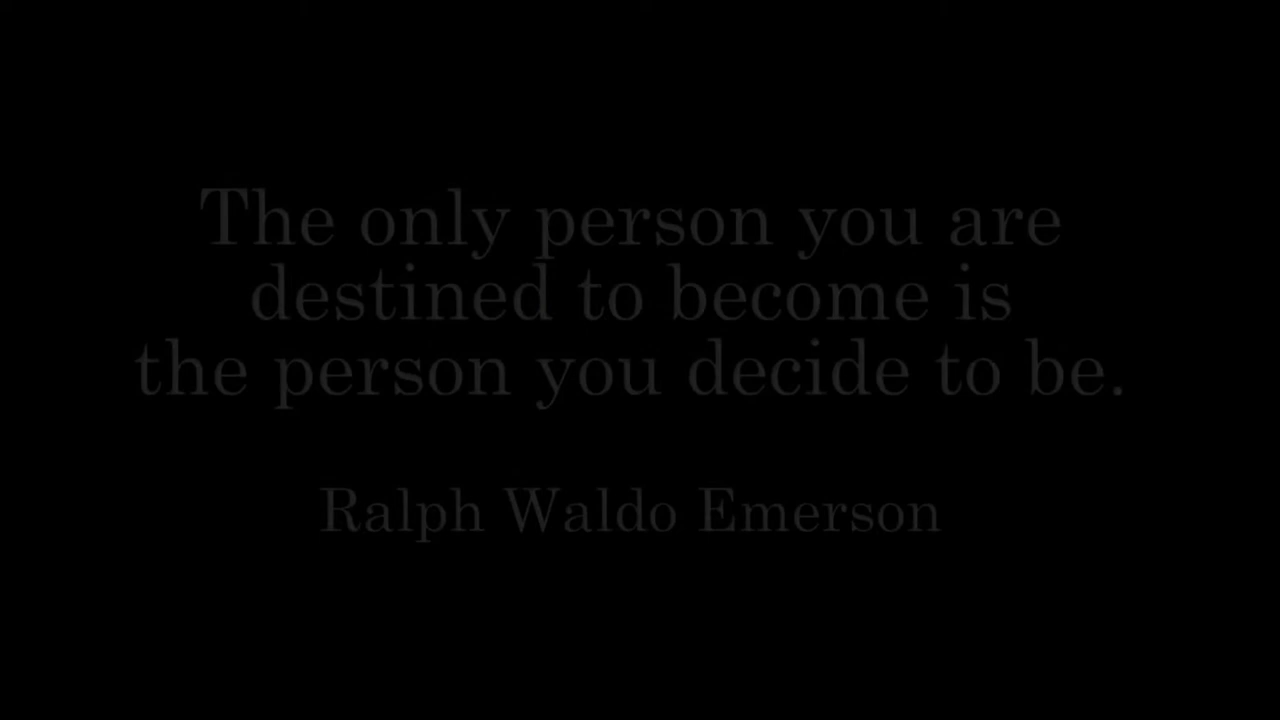 The only person you are
destined to become is
the person you decide to be.
Ralph Waldo Emerson